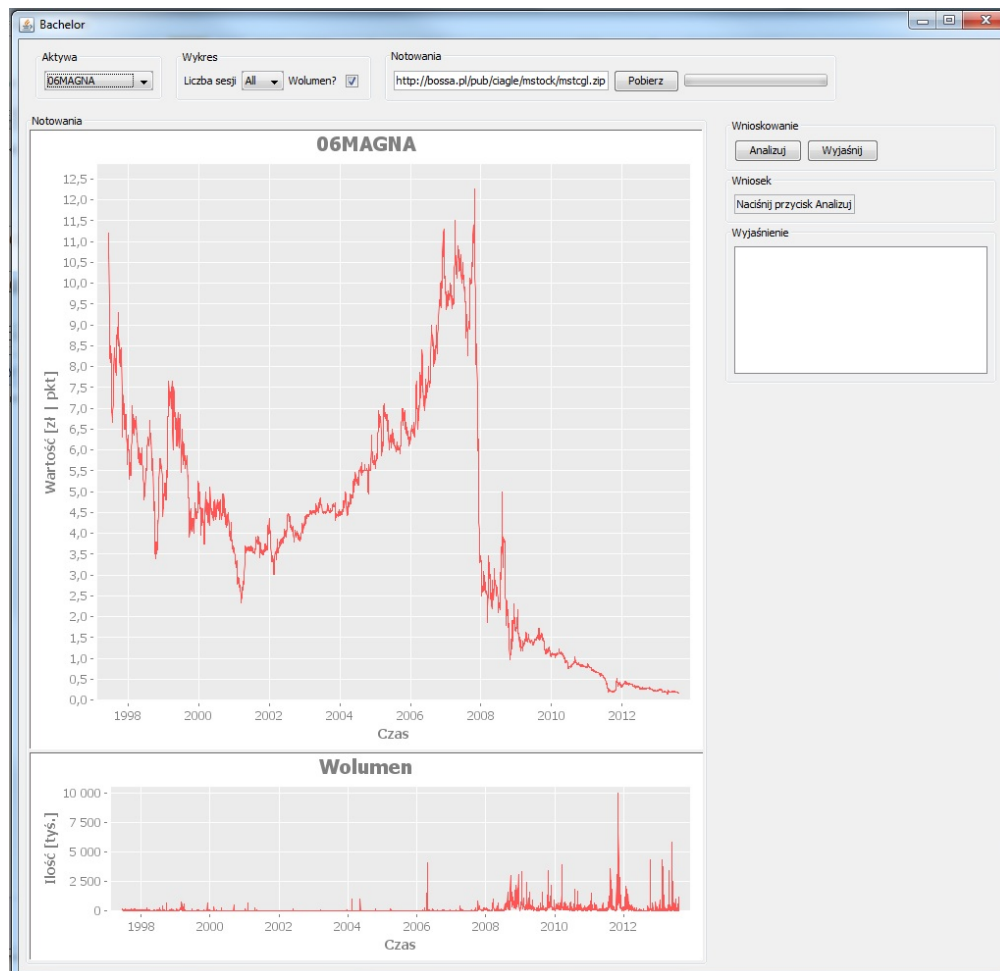 Bachelor
Aktywa
06MAGNA
Wykres
Liczba sesji All Wolumen?
Notowania
http://bossa.pl/pub/ciagle/mstock/mstcgl.zip Pobierz
Notowania
06MAGNA
12,5
12,0
11,5
11,0
10,5
10,0
9,5
9,0
8,5
8,0
7,5
7,0
6,5
6,0
5,5
5,0
4,5
4,0
3,5
3,0
2,5
2,0
1,5
1,0
0,5
0,0
Wartość [zł | pkt]
1998 2000 2002 2004 2006 2008 2010 2012
Czas
Wolumen
10 000
7 500
5 000
2 500
0
Ilość [tyś.]
1998 2000 2002 2004 2006 2008 2010 2012
Czas
Wnioskowanie
Analizuj Wyjaśnij
Wniosek
Naciśnij przycisk Analizuj
Wyjaśnienie